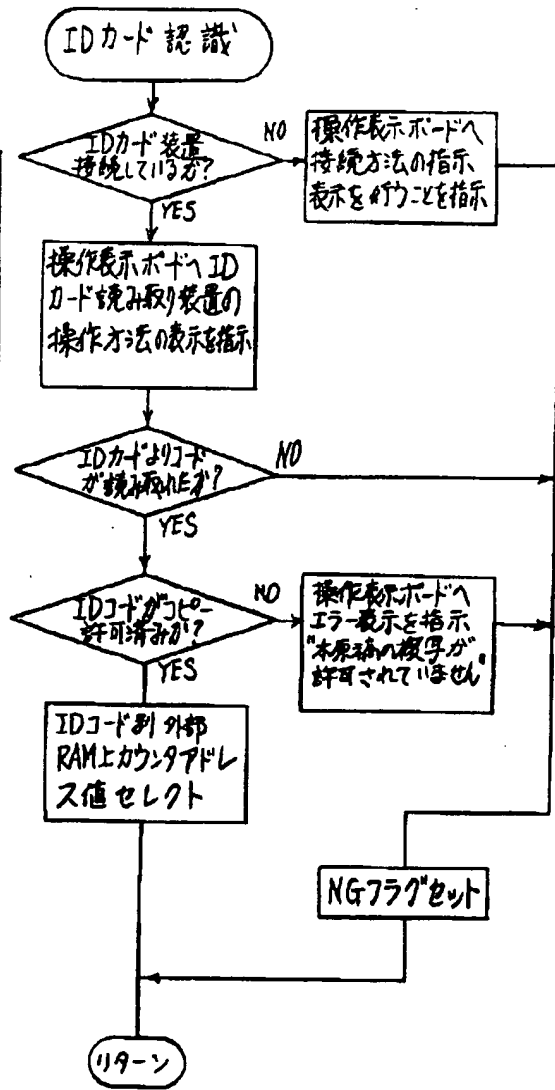 IDカード 認識
IDカード装置
接続しているか?
NO
操作表示ボードへ
接続方法の指示
表示を行うことを指示
YES
操作表示ボードへID
カード読み取り装置の
操作方法の表示を指示
IDカードよりコード
が読み取れたか?
NO
YES
IDコードがコピー
許可済みか?
NO
操作表示ボードへ
エラー表示を指示
"本原稿の複写が
許可されていません"
YES
IDコード別 外部
RAM上カウンタアドレ
ス値セレクト
NGフラグセット
リターン